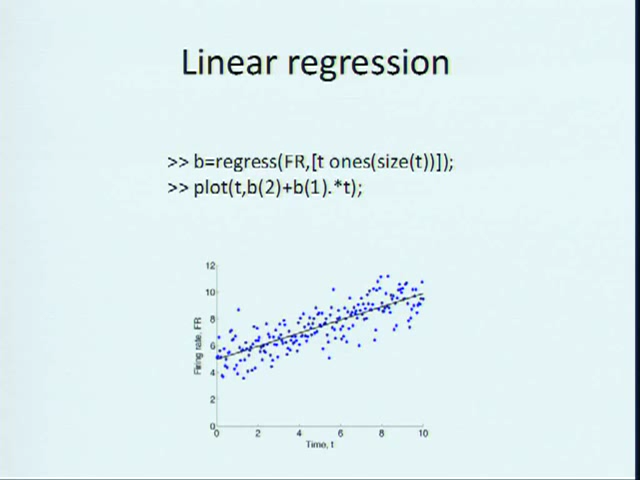 Linear regression
>> b=regress(FR,[t ones(size(t))]);
>> plot(t,b(2)+b(1).*t);
12
10
8
6
4
2
0
Firing rate, FR
0 2 4 6 8 10
Time, t